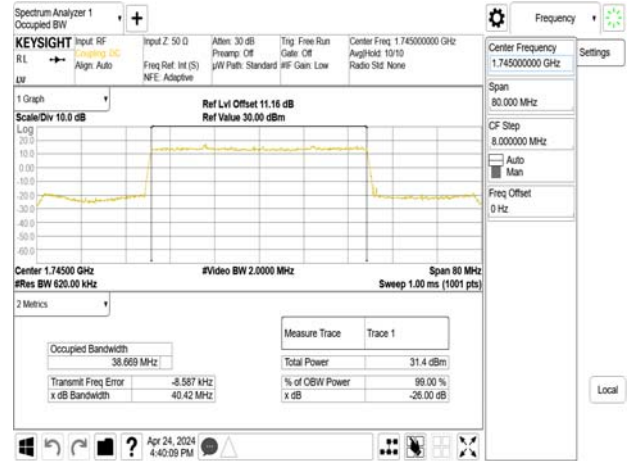 Spectrum Analyzer 1
Occupied BW
Frequency
KEYSIGHT
RL
Input: RF
Coupling: DC
Align: Auto
Input Z: 50 Ω
Freq Ref: Int (S)
NFE: Adaptive
Atten: 30 dB
Preamp: Off
µW Path: Standard
Trig: Free Run
Gate: Off
#IF Gain: Low
Center Freq: 1.745000000 GHz
Avg|Hold: 10/10
Radio Std: None
Center Frequency
1.745000000 GHz
Settings
Span
80.000 MHz
CF Step
8.000000 MHz
Auto
Man
Freq Offset
0 Hz
1 Graph
Scale/Div 10.0 dB
Ref Lvl Offset 11.16 dB
Ref Value 30.00 dBm
Log
20.0
10.0
0.00
-10.0
-20.0
-30.0
-40.0
-50.0
-60.0
Center 1.74500 GHz
#Video BW 2.0000 MHz
Span 80 MHz
#Res BW 620.00 kHz
Sweep 1.00 ms (1001 pts)
2 Metrics
Measure Trace Trace 1
Occupied Bandwidth
38.669 MHz
Total Power 31.4 dBm
Transmit Freq Error -8.587 kHz
% of OBW Power 99.00 %
x dB Bandwidth 40.42 MHz
x dB -26.00 dB
Local
Apr 24, 2024
4:40:09 PM